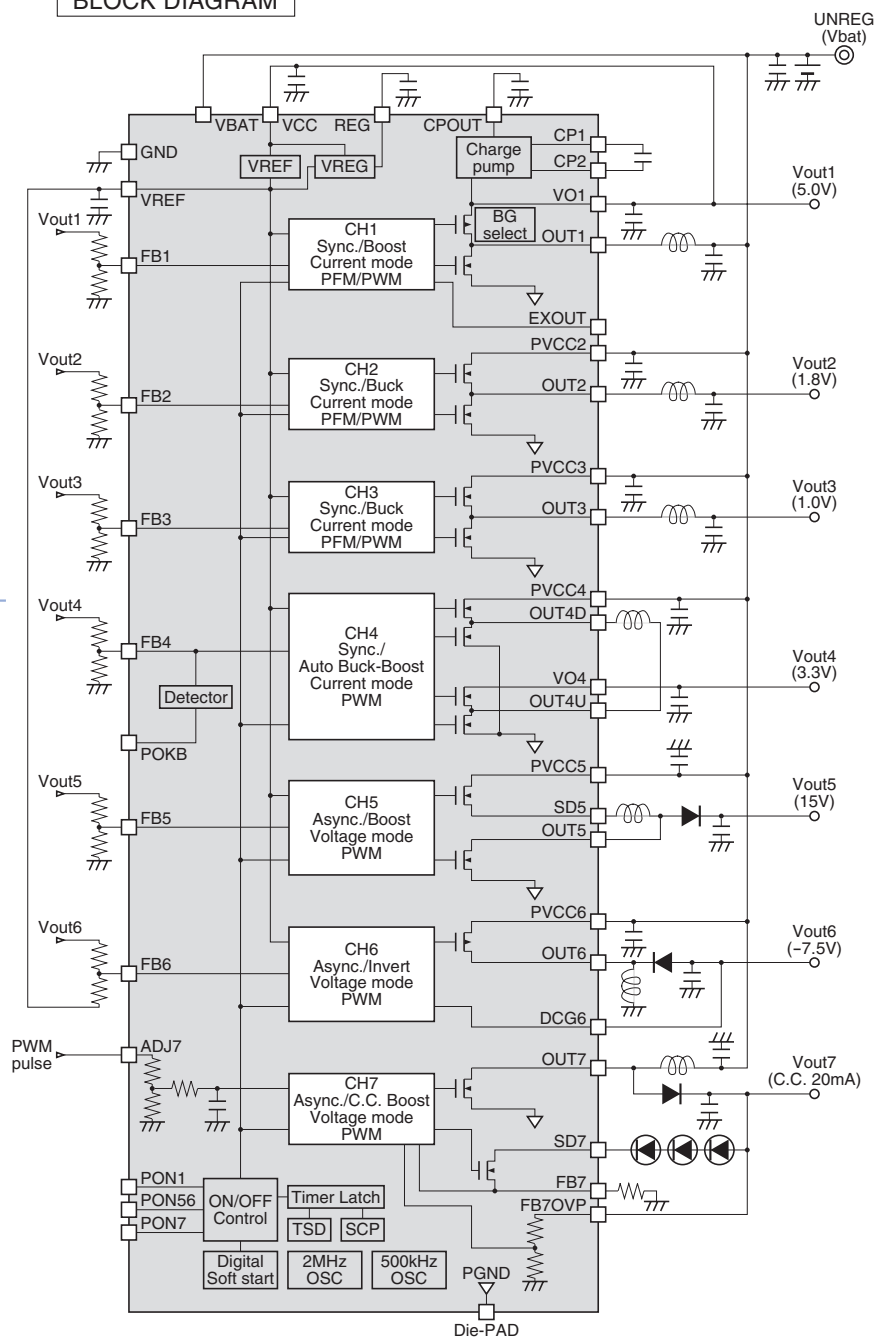 BLOCK DIAGRAM
UNREG
(Vbat)
VBAT
VCC
REG
CPOUT
CP1
CP2
GND
VREF
VREG
Charge
pump
VREF
VO1
Vout1
(5.0V)
Vout1
CH1
Sync./Boost
Current mode
PFM/PWM
BG
select
OUT1
FB1
EXOUT
PVCC2
Vout2
CH2
Sync./Buck
Current mode
PFM/PWM
OUT2
Vout2
(1.8V)
FB2
PVCC3
Vout3
CH3
Sync./Buck
Current mode
PFM/PWM
OUT3
Vout3
(1.0V)
FB3
PVCC4
OUT4D
Vout4
FB4
CH4
Sync./
Auto Buck-Boost
Current mode
PWM
Detector
VO4
OUT4U
Vout4
(3.3V)
POKB
PVCC5
Vout5
CH5
Async./Boost
Voltage mode
PWM
SD5
OUT5
Vout5
(15V)
FB5
PVCC6
Vout6
CH6
Async./Invert
Voltage mode
PWM
OUT6
Vout6
(−7.5V)
FB6
DCG6
PWM
pulse
ADJ7
OUT7
Vout7
(C.C. 20mA)
CH7
Async./C.C. Boost
Voltage mode
PWM
SD7
FB7
FB7OVP
PON1
PON56
PON7
ON/OFF
Control
Timer Latch
TSD
SCP
Digital
Soft start
2MHz
OSC
500kHz
OSC
PGND
Die-PAD